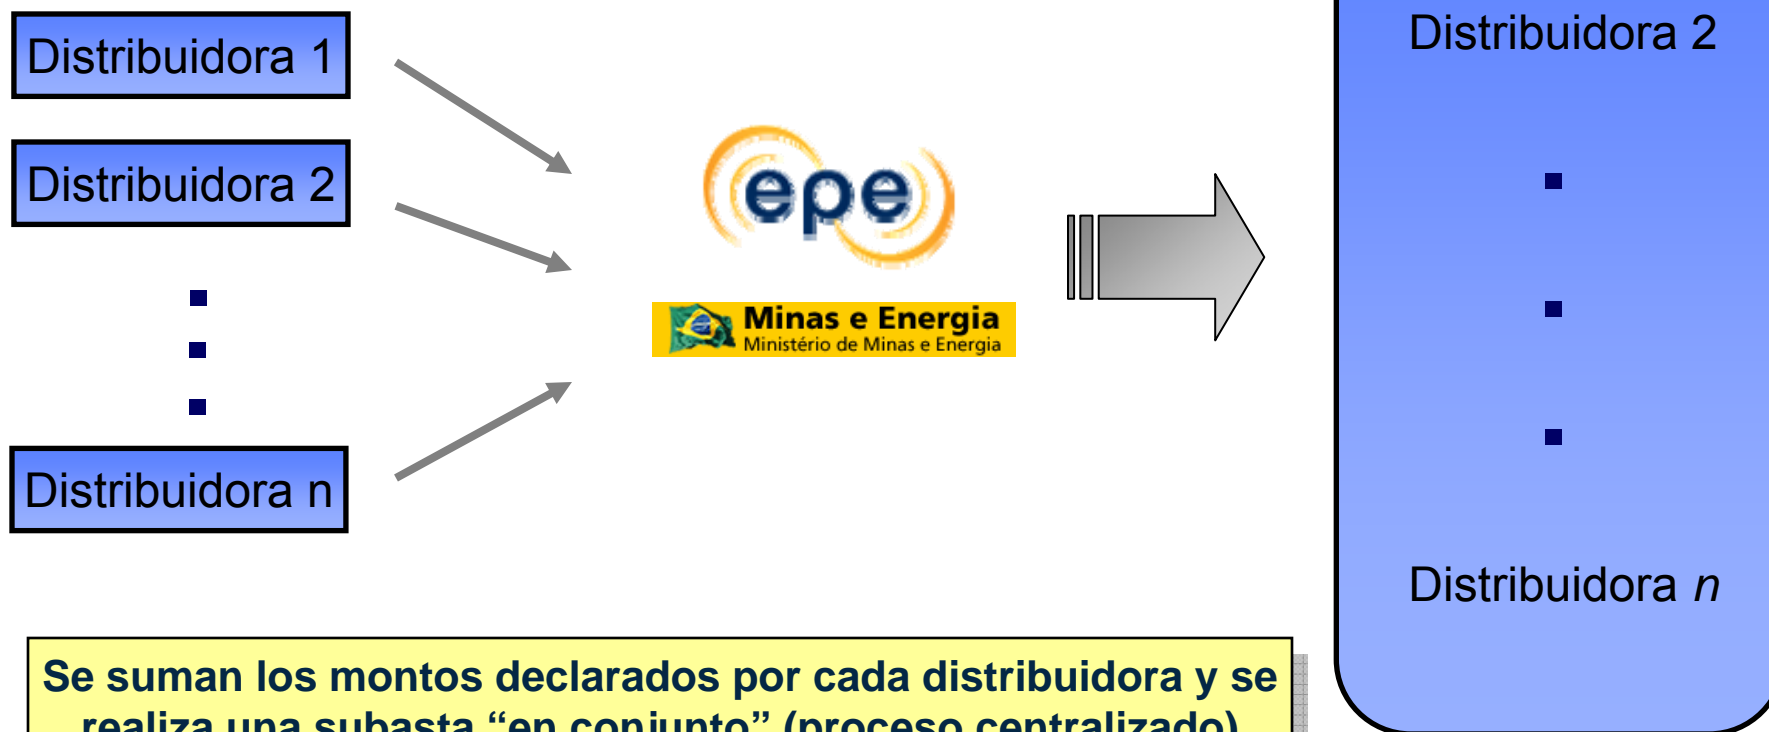 Distribuidora 1
Distribuidora 2
Distribuidora n
epe
Minas e Energia
Ministério de Minas e Energia
Distribuidora 2
Distribuidora n
Se suman los montos declarados por cada distribuidora y se
realiza una subasta “en conjunto” (proceso centralizado)